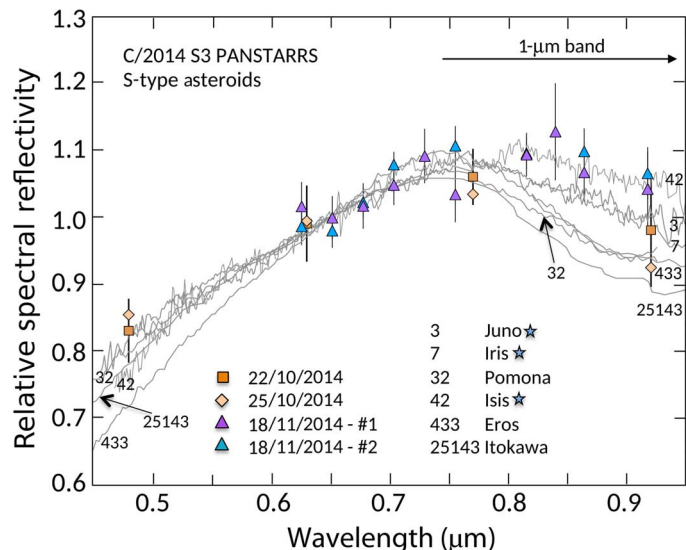 1.3
1.2
1.1
1.0
0.9
0.8
0.7
0.6
Relative spectral reflectivity
C/2014 S3 PANSTARRS
S-type asteroids
1-μm band
42
3
7
433
25143
32
32
42
25143
433
22/10/2014
25/10/2014
18/11/2014 - #1
18/11/2014 - #2
3 Juno
7 Iris
32 Pomona
42 Isis
433 Eros
25143 Itokawa
0.5 0.6 0.7 0.8 0.9
Wavelength (μm)